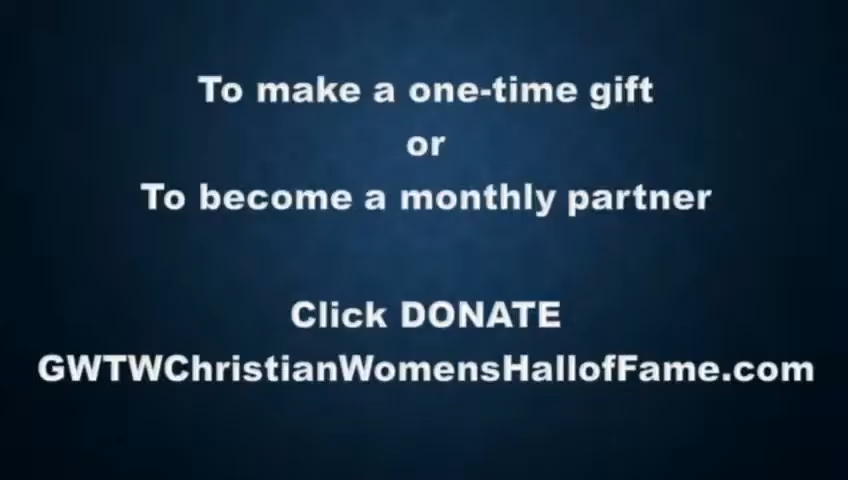 To make a one-time gift
or
To become a monthly partner
Click DONATE
GWTWChristianWomensHallofFame.com